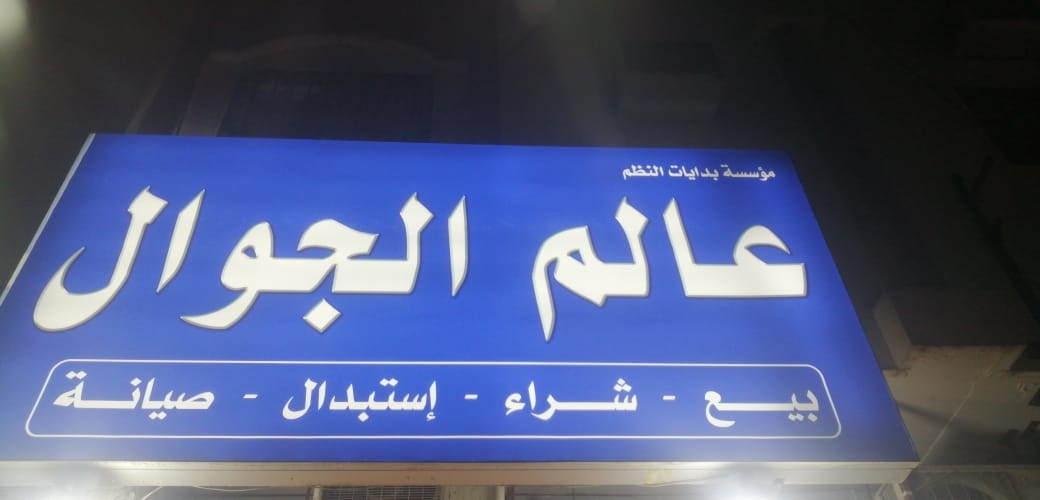 مؤسسة بدايات النظم
عالم الجوال
بيع - شراء - إستبدال - صيانة